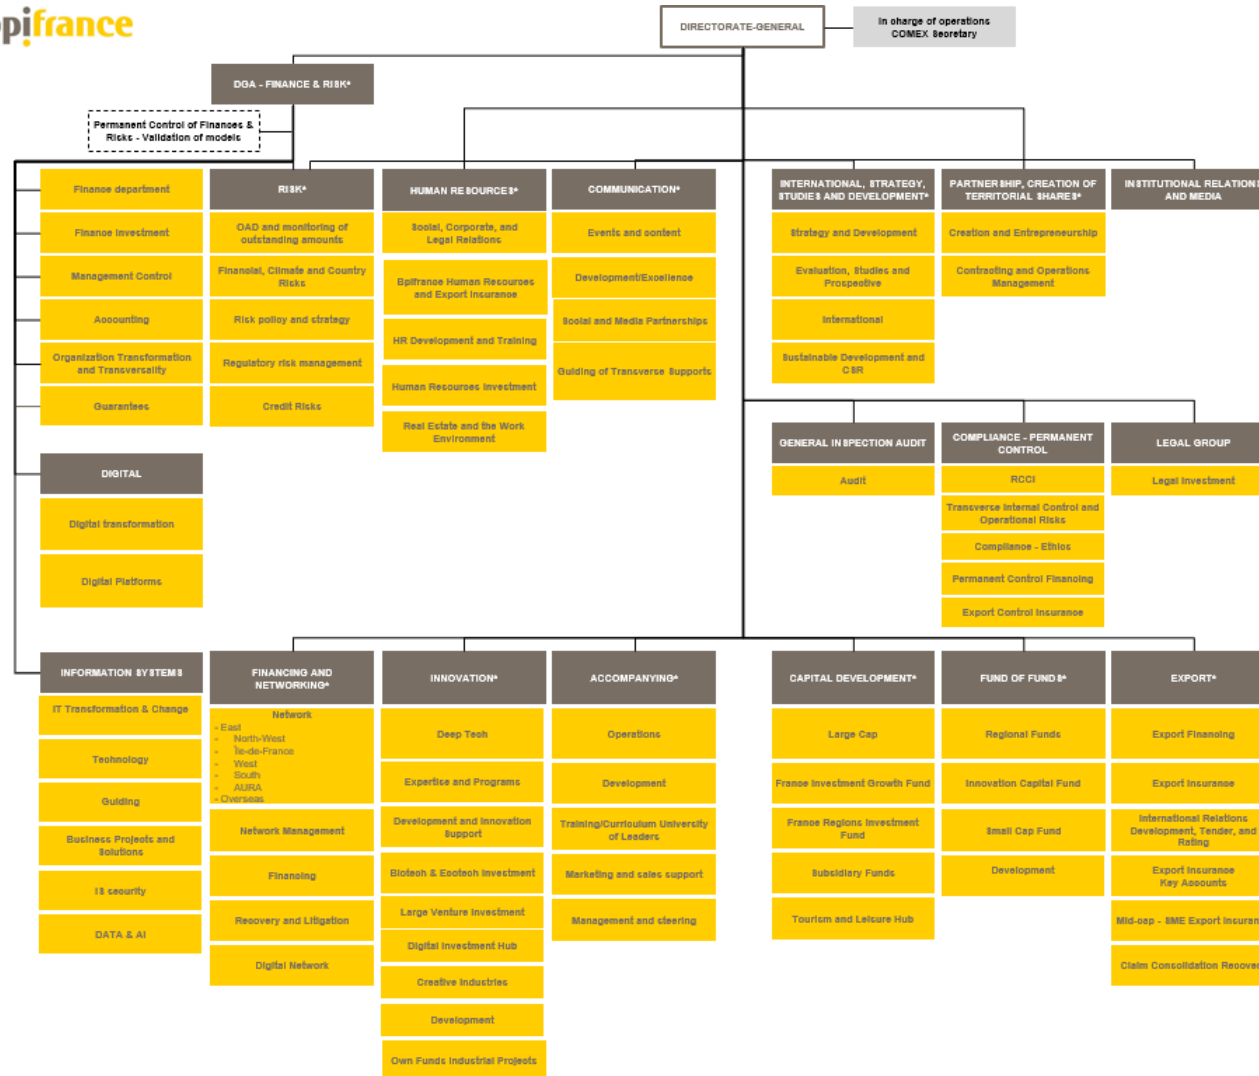 bpifrance
DIRECTORATE-GENERAL
In charge of operations
COMEX Secretary
DGA - FINANCE & RISK*
Permanent Control of Finances &
Risks - Validation of models
Finance department
Finance Investment
Management Control
Accounting
Organization Transformation
and Transversality
Guarantees
RISK*
OAD and monitoring of
outstanding amounts
Financial, Climate and Country
Risks
Risk policy and strategy
Regulatory risk management
Credit Risks
HUMAN RESOURCES*
Social, Corporate, and
Legal Relations
Bpifrance Human Resources
and Export Insurance
HR Development and Training
Human Resources Investment
Real Estate and the Work
Environment
COMMUNICATION*
Events and content
Development/Excellence
Social and Media Partnerships
Guiding of Transverse Supports
INTERNATIONAL, STRATEGY,
STUDIES AND DEVELOPMENT*
Strategy and Development
Evaluation, Studies and
Prospective
International
Sustainable Development and
CSR
PARTNERSHIP, CREATION OF
TERRITORIAL SHARES*
Creation and Entrepreneurship
Contracting and Operations
Management
INSTITUTIONAL RELATIONS
AND MEDIA
DIGITAL
Digital transformation
Digital Platforms
GENERAL INSPECTION AUDIT
Audit
COMPLIANCE - PERMANENT
CONTROL
RCCI
Transverse Internal Control and
Operational Risks
Compliance - Ethics
Permanent Control Financing
Export Control Insurance
LEGAL GROUP
Legal Investment
INFORMATION SYSTEMS
IT Transformation & Change
Technology
Guiding
Business Projects and
Solutions
IS security
DATA & AI
FINANCING AND
NETWORKING*
Network
- East
- North-West
- Île-de-France
- West
- South
- AURA
- Overseas
Network Management
Financing
Recovery and Litigation
Digital Network
INNOVATION*
Deep Tech
Expertise and Programs
Development and Innovation
Support
Biotech & Ecotech Investment
Large Venture Investment
Digital Investment Hub
Creative Industries
Development
Own Funds Industrial Projects
ACCOMPANYING*
Operations
Development
Training/Curriculum University
of Leaders
Marketing and sales support
Management and steering
CAPITAL DEVELOPMENT*
Large Cap
France Investment Growth Fund
France Regions Investment
Fund
Subsidiary Funds
Tourism and Leisure Hub
FUND OF FUNDS*
Regional Funds
Innovation Capital Fund
Small Cap Fund
Development
EXPORT*
Export Financing
Export Insurance
International Relations
Development, Tender, and
Rating
Export Insurance
Key Accounts
Mid-cap - SME Export Insuran
Claim Consolidation Recove